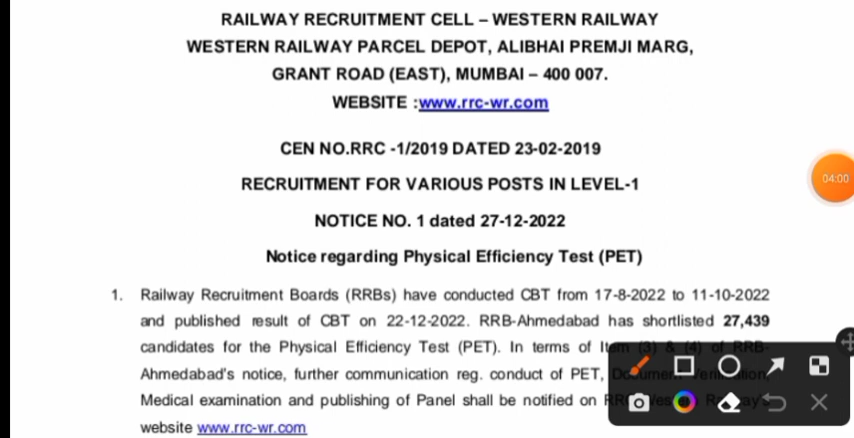 RAILWAY RECRUITMENT CELL – WESTERN RAILWAY
WESTERN RAILWAY PARCEL DEPOT, ALIBHAI PREMJI MARG,
GRANT ROAD (EAST), MUMBAI – 400 007.
WEBSITE :www.rrc-wr.com
CEN NO.RRC -1/2019 DATED 23-02-2019
RECRUITMENT FOR VARIOUS POSTS IN LEVEL-1
04:00
NOTICE NO. 1 dated 27-12-2022
Notice regarding Physical Efficiency Test (PET)
1. Railway Recruitment Boards (RRBs) have conducted CBT from 17-8-2022 to 11-10-2022
and published result of CBT on 22-12-2022. RRB-Ahmedabad has shortlisted 27,439
candidates for the Physical Efficiency Test (PET). In terms of Item (3) & (4) of RRB-
Ahmedabad's notice, further communication reg. conduct of PET,
Medical examination and publishing of Panel shall be notified on
website www.rrc-wr.com